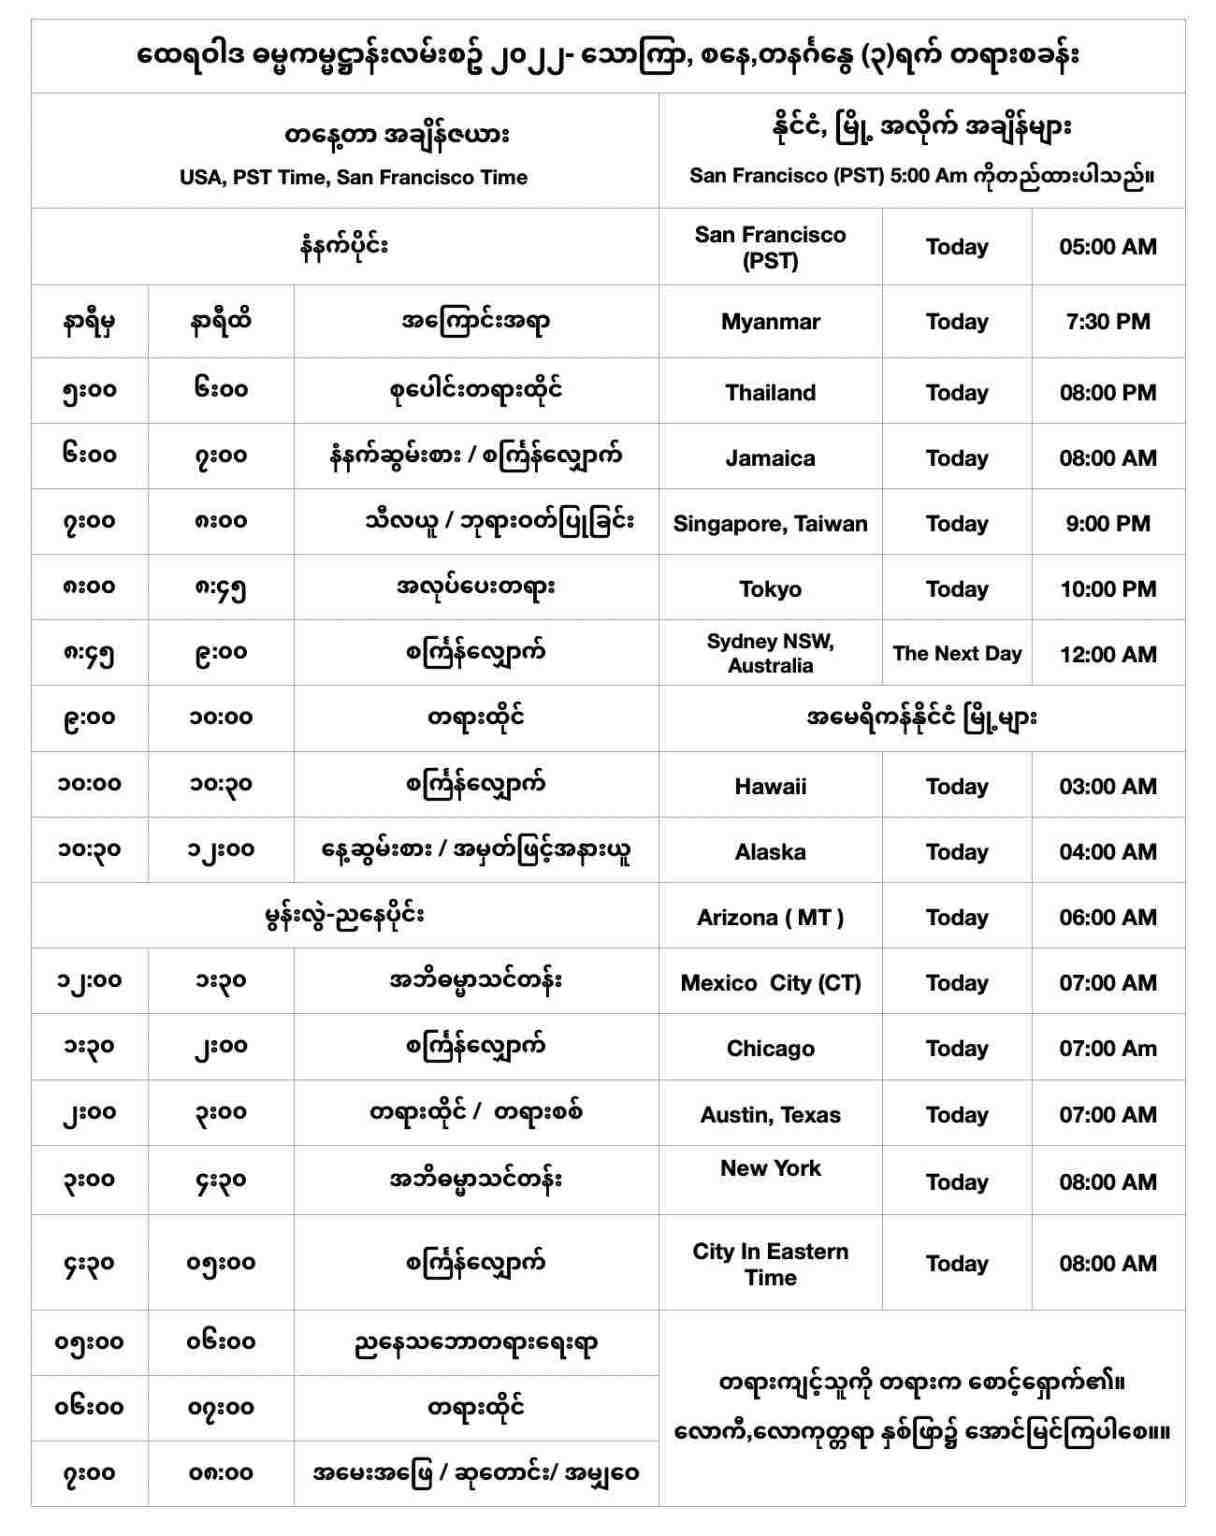 ထေရဝါဒ ဓမ္မကမ္မဋ္ဌာန်းလမ်းစဥ် ၂၀၂၂- သောကြာ, စနေ,တနင်္ဂနွေ (၃)ရက် တရားစခန်း
တနေ့တာ အချိန်ဇယား
USA, PST Time, San Francisco Time
နိုင်ငံ, မြို့ အလိုက် အချိန်များ
San Francisco (PST) 5:00 Am ကိုတည်ထားပါသည်။
နံနက်ပိုင်း
San Francisco
(PST)
Today
05:00 AM
နာရီမှ နာရီထိ အကြောင်းအရာ Myanmar Today 7:30 PM
၅း၀၀ ၆း၀၀ စုပေါင်းတရားထိုင် Thailand Today 08:00 PM
၆း၀၀ ၇း၀၀ နံနက်ဆွမ်းစား / စင်္ကြန်လျှောက် Jamaica Today 08:00 AM
၇း၀၀ ၈း၀၀ သီလယူ / ဘုရားဝတ်ပြုခြင်း Singapore, Taiwan Today 9:00 PM
၈း၀၀ ၈:၄၅ အလုပ်ပေးတရား Tokyo Today 10:00 PM
၈:၄၅ ၉း၀၀ စင်္ကြန်လျှောက်
Sydney NSW,
Australia
The Next Day
12:00 AM
၉း၀၀ ၁၀း၀၀ တရားထိုင် အမေရိကန်နိုင်ငံ မြို့များ
၁၀း၀၀ ၁၀း၃၀ စင်္ကြန်လျှောက် Hawaii Today 03:00 AM
၁၀း၃၀ ၁၂း၀၀ နေ့ဆွမ်းစား / အမှတ်ဖြင့်အနားယူ Alaska Today 04:00 AM
မွန်းလွဲ-ညနေပိုင်း Arizona ( MT ) Today 06:00 AM
၁၂း၀၀ ၁း၃၀ အဘိဓမ္မာသင်တန်း Mexico City (CT) Today 07:00 AM
၁း၃၀ ၂း၀၀ စင်္ကြန်လျှောက် Chicago Today 07:00 Am
၂း၀၀ ၃း၀၀ တရားထိုင် / တရားစစ် Austin, Texas Today 07:00 AM
၃း၀၀ ၄း၃၀ အဘိဓမ္မာသင်တန်း New York Today 08:00 AM
၄း၃၀ ၀၅း၀၀ စင်္ကြန်လျှောက်
City In Eastern
Time
Today
08:00 AM
၀၅း၀၀ ၀၆း၀၀ ညနေသဘောတရားရေးရာ
၀၆း၀၀ ၀၇း၀၀ တရားထိုင်
၇း၀၀ ၀၈း၀၀ အမေးအဖြေ / ဆုတောင်း/ အမျှဝေ
တရားကျင့်သူကို တရားက စောင့်ရှောက်၏။
လောကီ,လောကုတ္တရာ နှစ်ဖြာ၌ အောင်မြင်ကြပါစေ။။